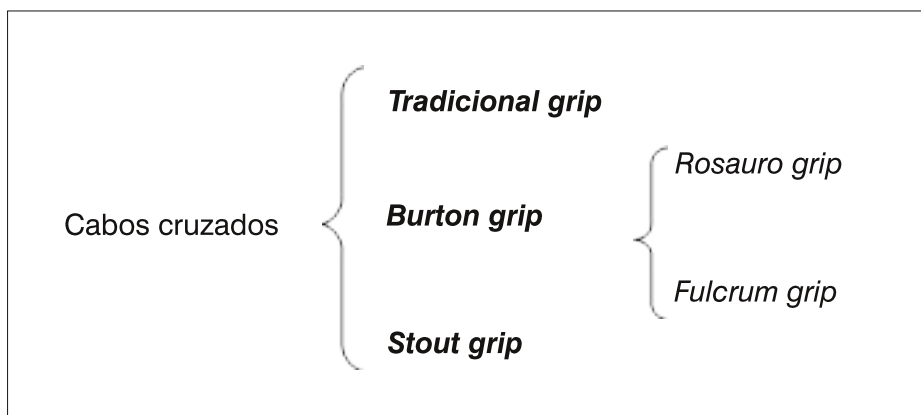 Tradicional grip
Rosauro grip
Cabos cruzados
Burton grip
Fulcrum grip
Stout grip